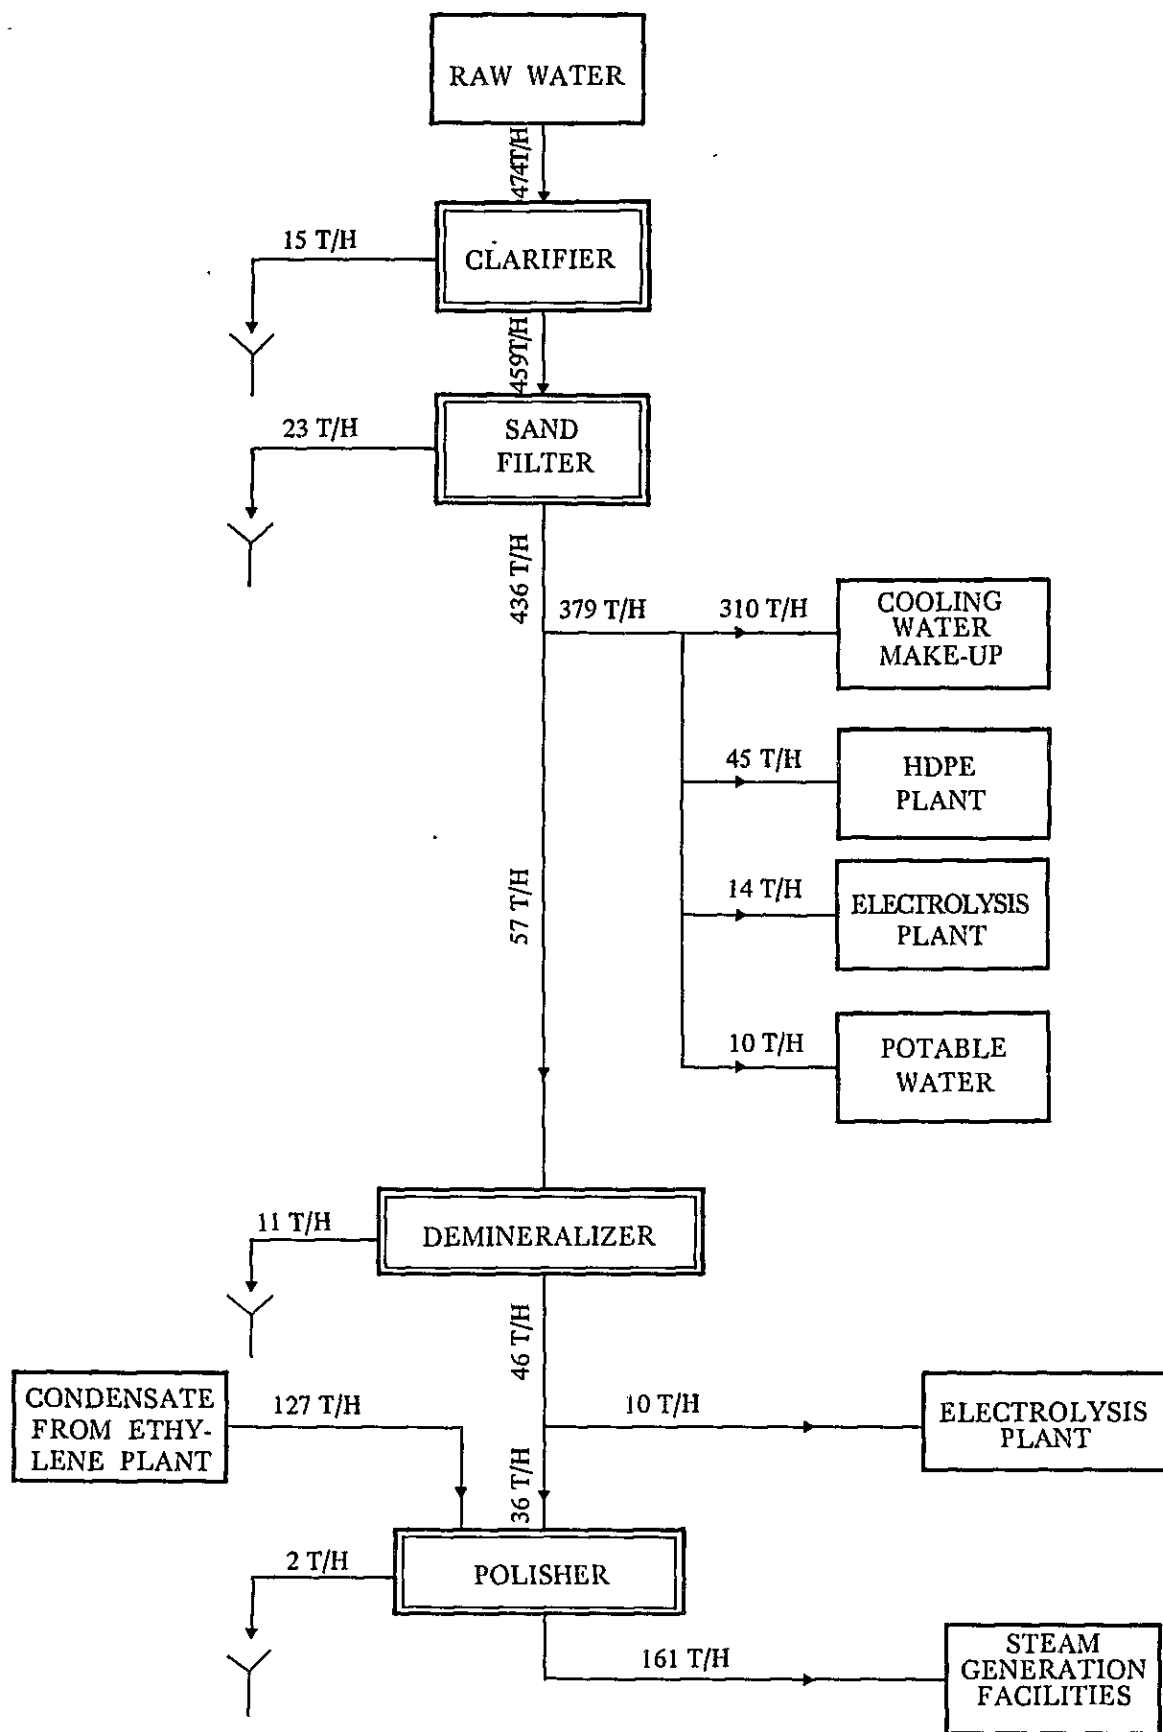 RAW WATER
474T/H
15 T/H
CLARIFIER
459T/H
23 T/H
SAND
FILTER
436 T/H
379 T/H
310 T/H
COOLING
WATER
MAKE-UP
45 T/H
HDPE
PLANT
57 T/H
14 T/H
ELECTROLYSIS
PLANT
10 T/H
POTABLE
WATER
11 T/H
DEMINERALIZER
46 T/H
CONDENSATE
FROM ETHY-
LENE PLANT
127 T/H
10 T/H
ELECTROLYSIS
PLANT
36 T/H
2 T/H
POLISHER
161 T/H
STEAM
GENERATION
FACILITIES